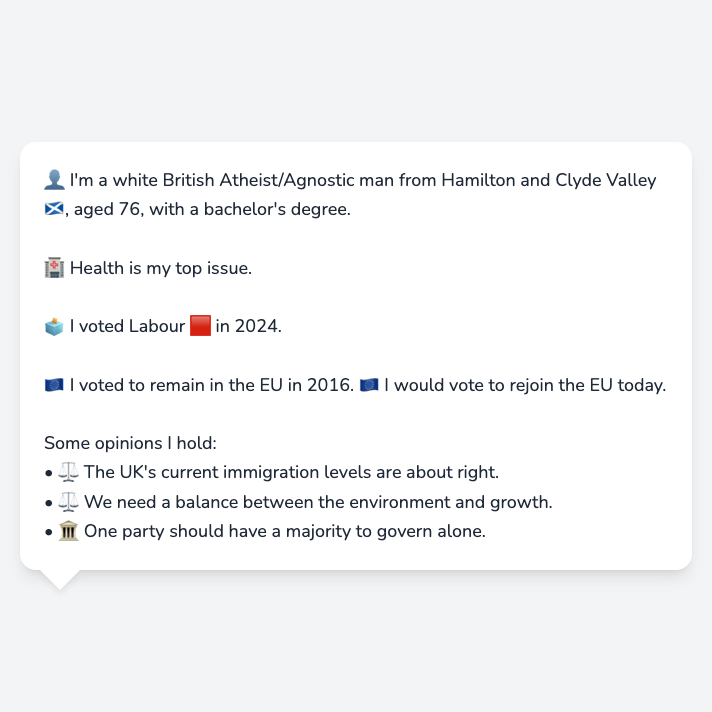 👤 I'm a white British Atheist/Agnostic man from Hamilton and Clyde Valley
🏴󠁧󠁢󠁳󠁣󠁴󠁿, aged 76, with a bachelor's degree.
🏥 Health is my top issue.
🗳️ I voted Labour 🟥 in 2024.
🇪🇺 I voted to remain in the EU in 2016. 🇪🇺 I would vote to rejoin the EU today.
Some opinions I hold:
• ⚖️ The UK's current immigration levels are about right.
• ⚖️ We need a balance between the environment and growth.
• 🏛️ One party should have a majority to govern alone.